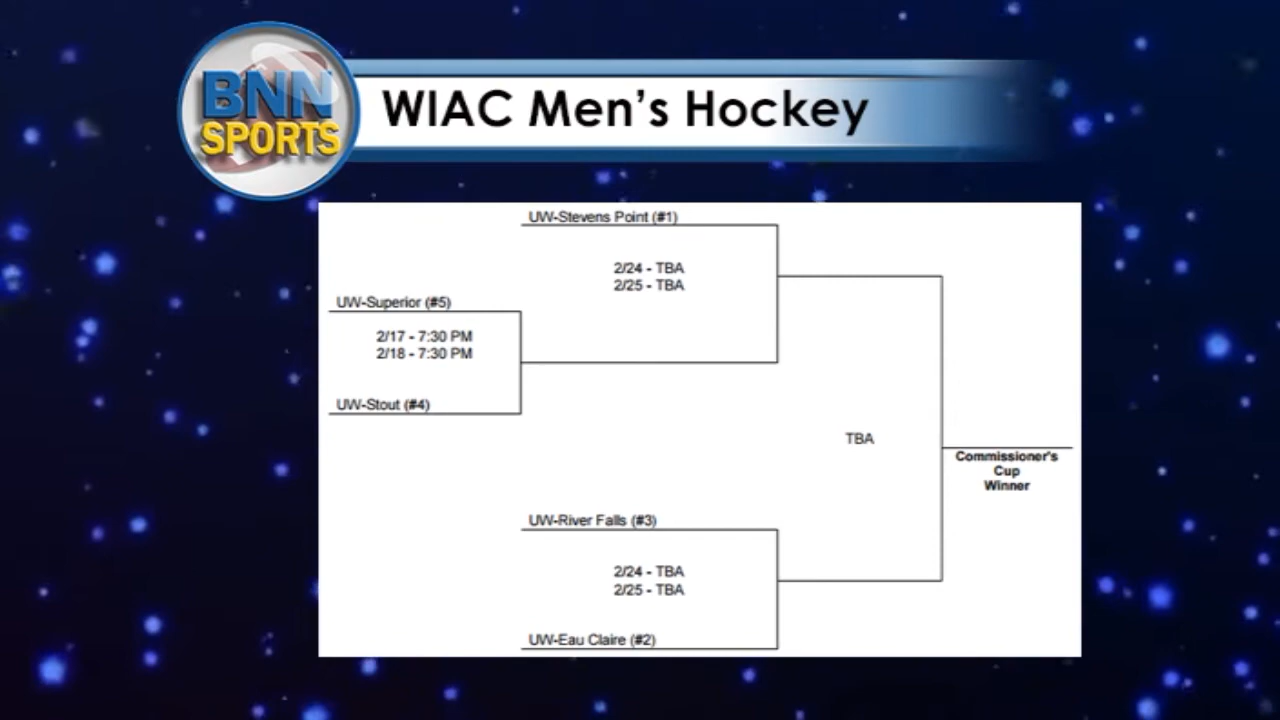 BNN
SPORTS
WIAC Men's Hockey
UW-Stevens Point (#1)
2/24 - TBA
2/25 - TBA
UW-Superior (#5)
2/17 - 7:30 PM
2/18 - 7:30 PM
UW-Stout (#4)
TBA
Commissioner's
Cup
Winner
UW-River Falls (#3)
2/24 - TBA
2/25 - TBA
UW-Eau Claire (#2)